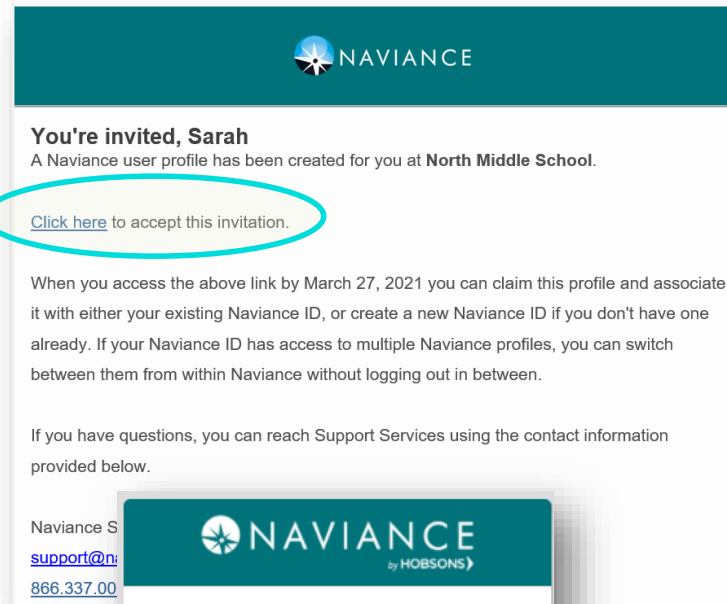 NAVIANCE
You're invited, Sarah
A Naviance user profile has been created for you at North Middle School.
Click here to accept this invitation.
When you access the above link by March 27, 2021 you can claim this profile and associate
it with either your existing Naviance ID, or create a new Naviance ID if you don't have one
already. If your Naviance ID has access to multiple Naviance profiles, you can switch
between them from within Naviance without logging out in between.
If you have questions, you can reach Support Services using the contact information
provided below.
Naviance S
support@na
866.337.00
NAVIANCE
by HOBSONS